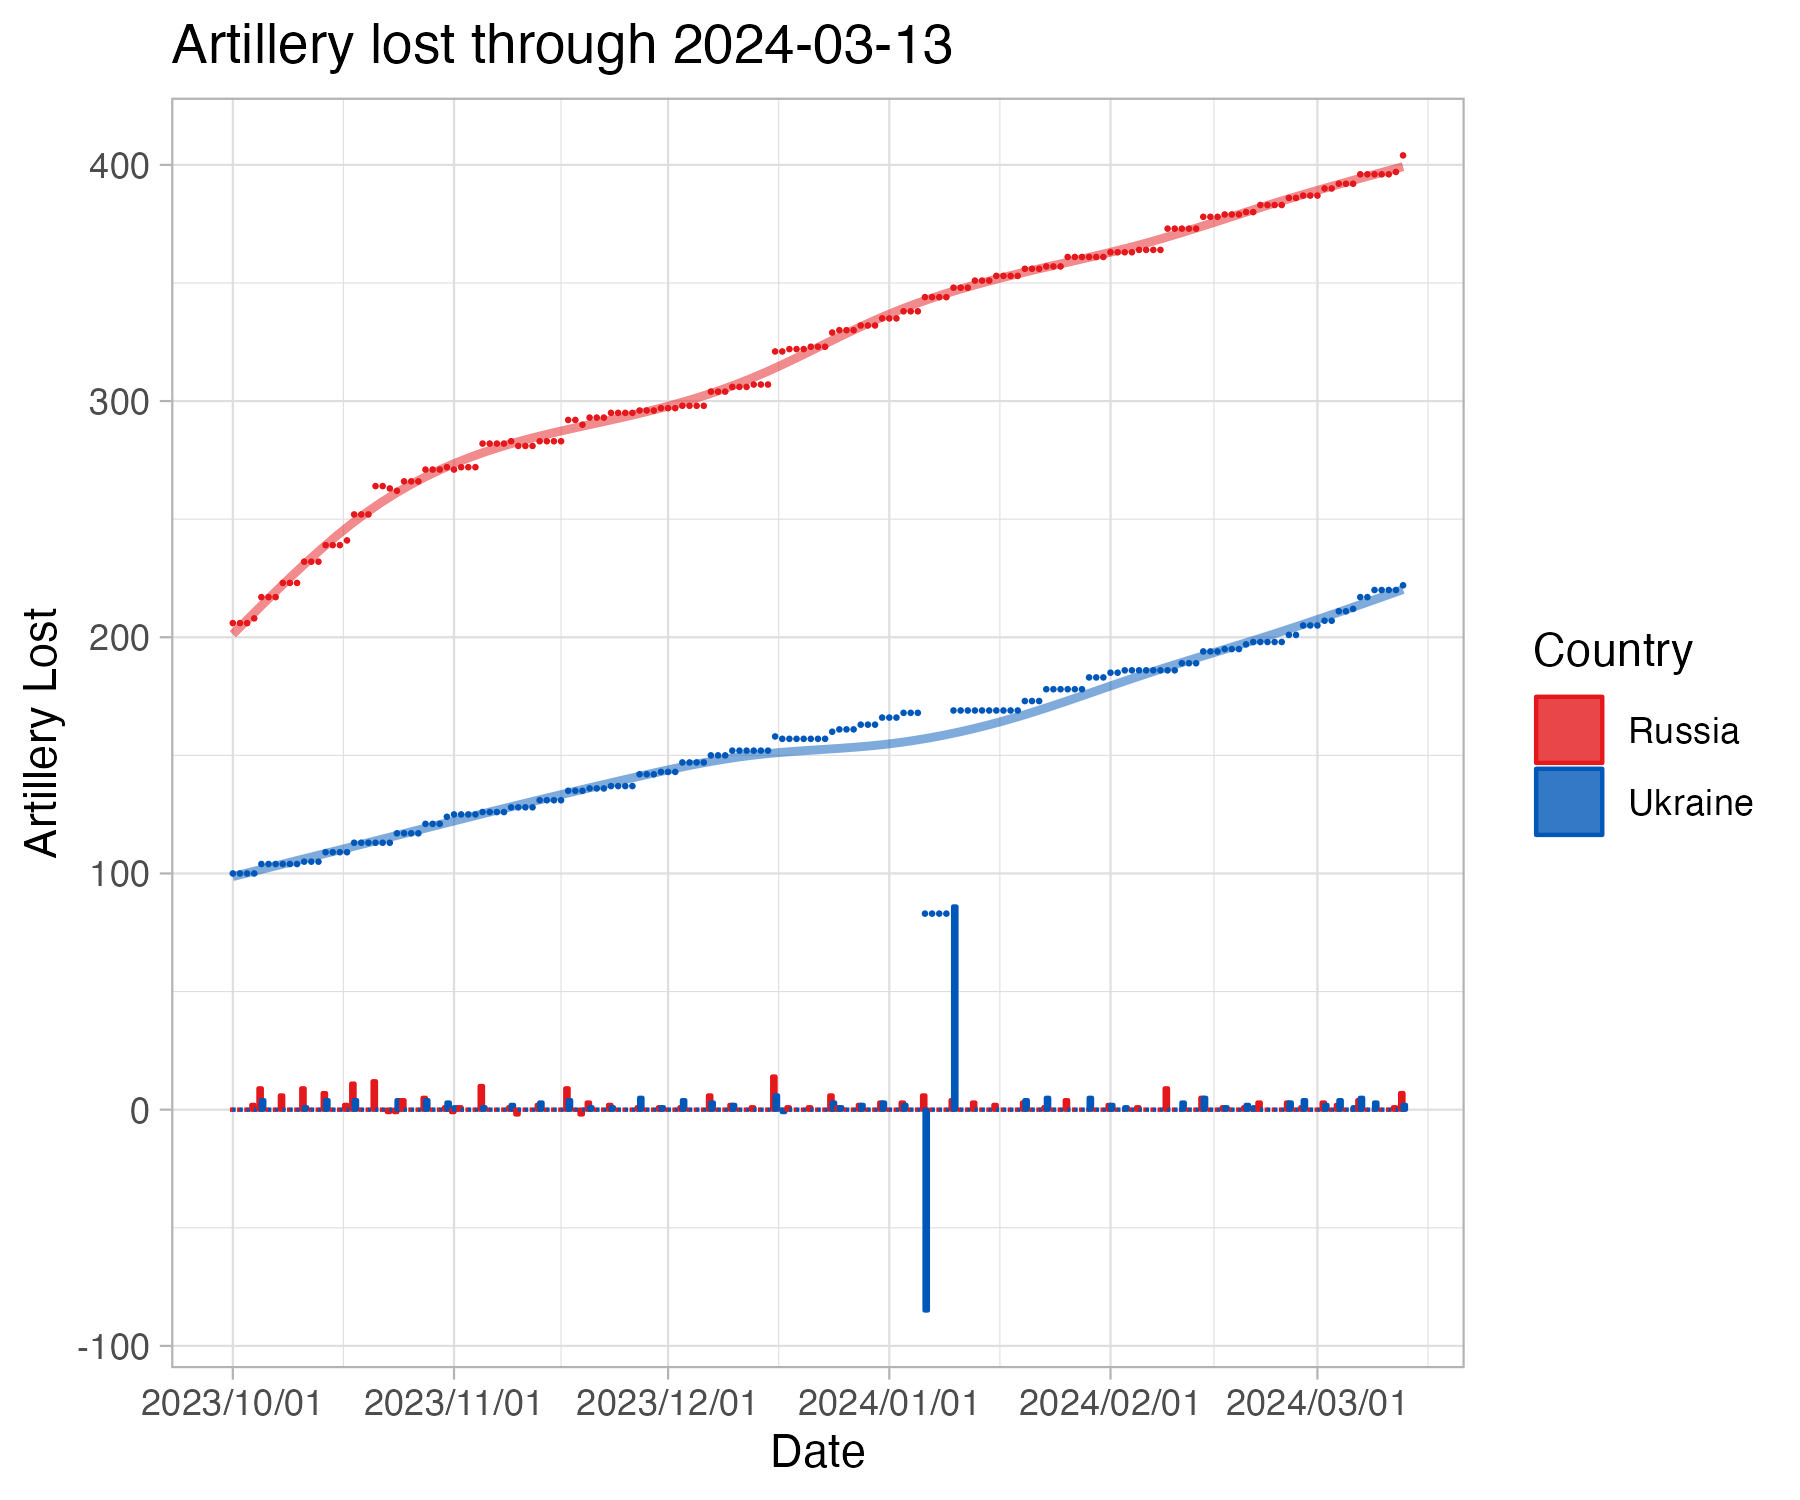 Artillery lost through 2024-03-13
Artillery Lost
400
300
200
100
0
-100
2023/10/01 2023/11/01 2023/12/01 2024/01/01 2024/02/01 2024/03/01
Date
Country
Russia
Ukraine